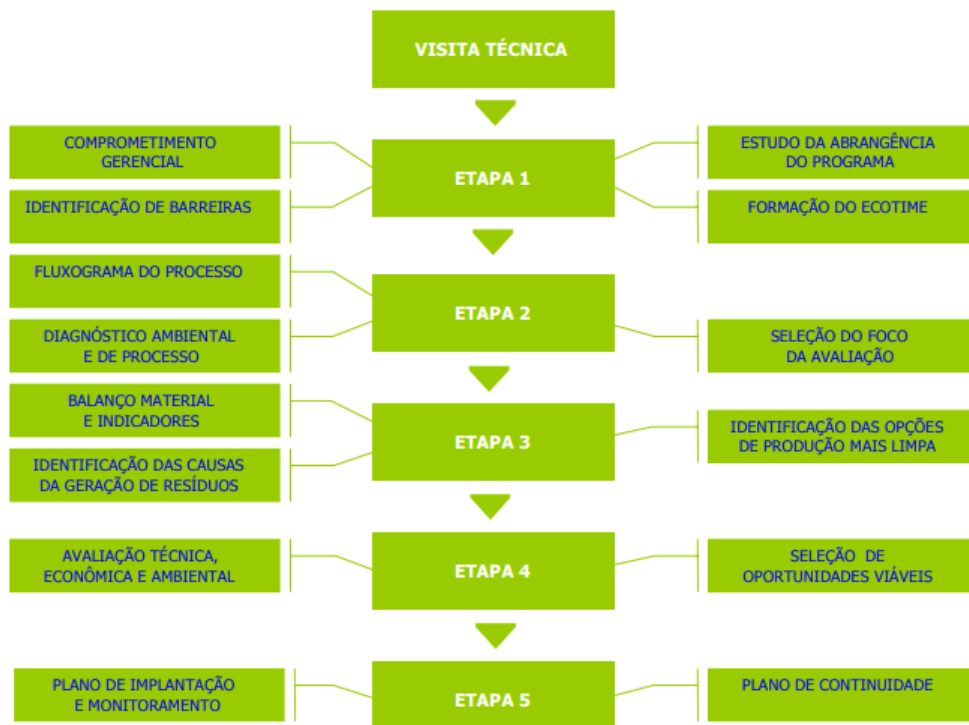 VISITA TÉCNICA
COMPROMETIMENTO
GERENCIAL
IDENTIFICAÇÃO DE BARREIRAS
ETAPA 1
ESTUDO DA ABRANGÊNCIA
DO PROGRAMA
FORMAÇÃO DO ECOTIME
FLUXOGRAMA DO PROCESSO
DIAGNÓSTICO AMBIENTAL
E DE PROCESSO
ETAPA 2
SELEÇÃO DO FOCO
DA AVALIAÇÃO
BALANÇO MATERIAL
E INDICADORES
IDENTIFICAÇÃO DAS CAUSAS
DA GERAÇÃO DE RESÍDUOS
ETAPA 3
IDENTIFICAÇÃO DAS OPÇÕES
DE PRODUÇÃO MAIS LIMPA
AVALIAÇÃO TÉCNICA,
ECONÔMICA E AMBIENTAL
ETAPA 4
SELEÇÃO DE
OPORTUNIDADES VIÁVEIS
PLANO DE IMPLANTAÇÃO
E MONITORAMENTO
ETAPA 5
PLANO DE CONTINUIDADE